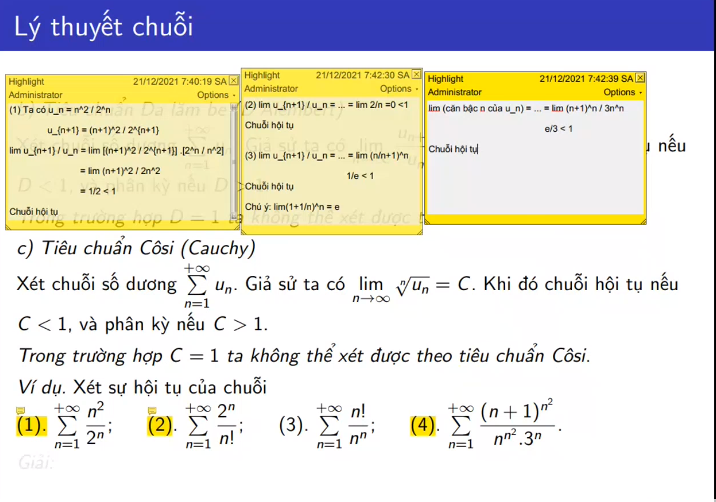 Lý thuyết chuỗi
Highlight 21/12/2021 7:40:19 SA
Administrator Options
(1) Ta có u_n = n^2 / 2^n
u_{n+1} = (n+1)^2 / 2^{n+1}
lim u_{n+1} / u_n = lim [(n+1)^2 / 2^{n+1}] .[2^n / n^2]
= lim (n+1)^2 / 2n^2
= 1/2 < 1
Chuỗi hội tụ
Highlight 21/12/2021 7:42:30 SA
Administrator Options
(2) lim u_{n+1} / u_n = ... = lim 2/n =0 <1
Chuỗi hội tụ
(3) lim u_{n+1} / u_n = ... = lim (n/n+1)^n
1/e < 1
Chuỗi hội tụ
Chú ý: lim(1+1/n)^n = e
Highlight 21/12/2021 7:42:39 SA
Administrator Options
lim (căn bậc n của u_n) = ... = lim (n+1)^n / 3n^n
e/3 < 1
Chuỗi hội tụ
nếu
D < 1, và phân kỳ nếu D
Trong trường hợp D = 1 ta không thể xét được
c) Tiêu chuẩn Côsi (Cauchy)
Xét chuỗi số dương \sum_{n=1}^{+∞} u_n. Giả sử ta có \lim_{n→∞} \sqrt[n]{u_n} = C. Khi đó chuỗi hội tụ nếu
C < 1, và phân kỳ nếu C > 1.
Trong trường hợp C = 1 ta không thể xét được theo tiêu chuẩn Côsi.
Ví dụ. Xét sự hội tụ của chuỗi
(1). \sum_{n=1}^{+∞} \frac{n^2}{2^n}; (2). \sum_{n=1}^{+∞} \frac{2^n}{n!}; (3). \sum_{n=1}^{+∞} \frac{n!}{n^n}; (4). \sum_{n=1}^{+∞} \frac{(n+1)^{n^2}}{n^{n^2}.3^n}.
Giải: